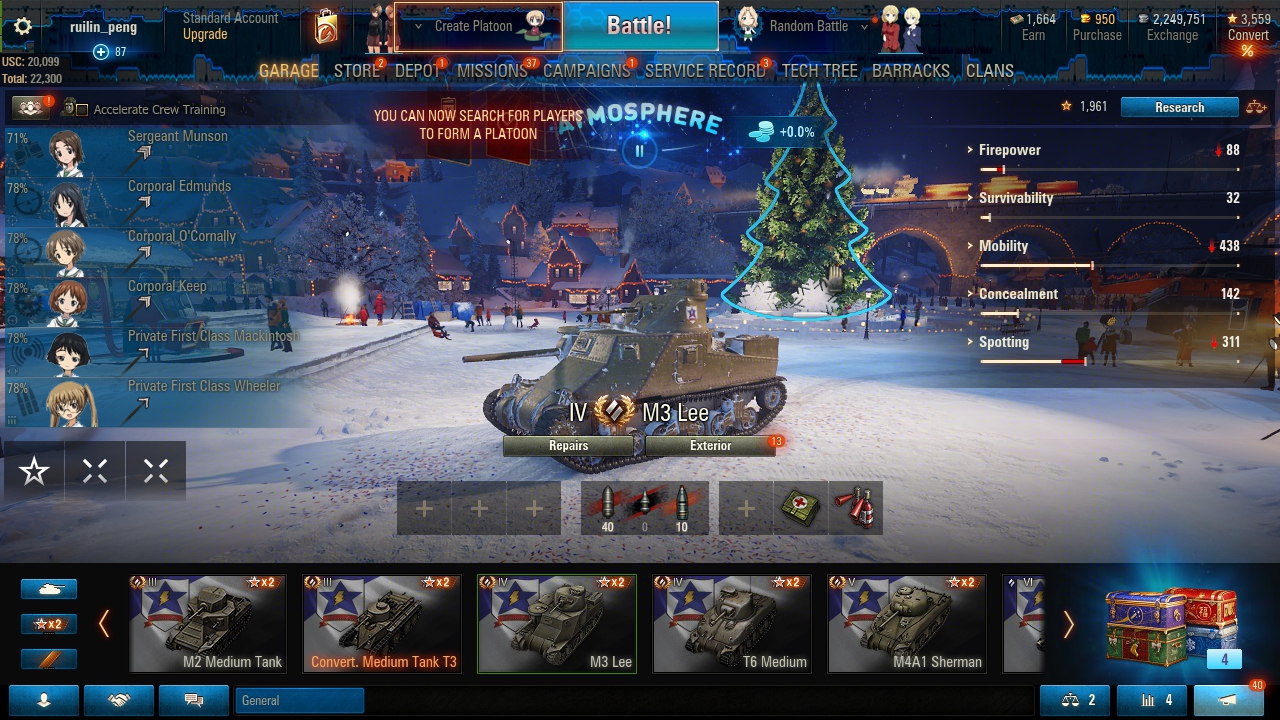 ruilin_peng
87
Standard Account
Upgrade
Create Platoon
Battle!
Random Battle
1,664
Earn
950
Purchase
2,249,751
Exchange
3,559
Convert
%
USC: 20,099
Total: 22,300
GARAGE
STORE 2
DEPOT 1
MISSIONS 37
CAMPAIGNS 1
SERVICE RECORD 3
TECH TREE
BARRACKS
CLANS
Accelerate Crew Training
YOU CAN NOW SEARCH FOR PLAYERS
TO FORM A PLATOON
ATMOSPHERE
II
+0.0%
1,961
Research
71%
Sergeant Munson
78%
Corporal Edmunds
78%
Corporal O'Cornally
78%
Corporal Keep
78%
Private First Class Mackintosh
78%
Private First Class Wheeler
Firepower 88
Survivability 32
Mobility 438
Concealment 142
Spotting 311
IV M3 Lee
Repairs
Exterior
13
40
0
10
x2
III x2
M2 Medium Tank
III x2
Convert. Medium Tank T3
IV x2
M3 Lee
IV x2
T6 Medium
V x2
M4A1 Sherman
VI
4
General
2
4
40